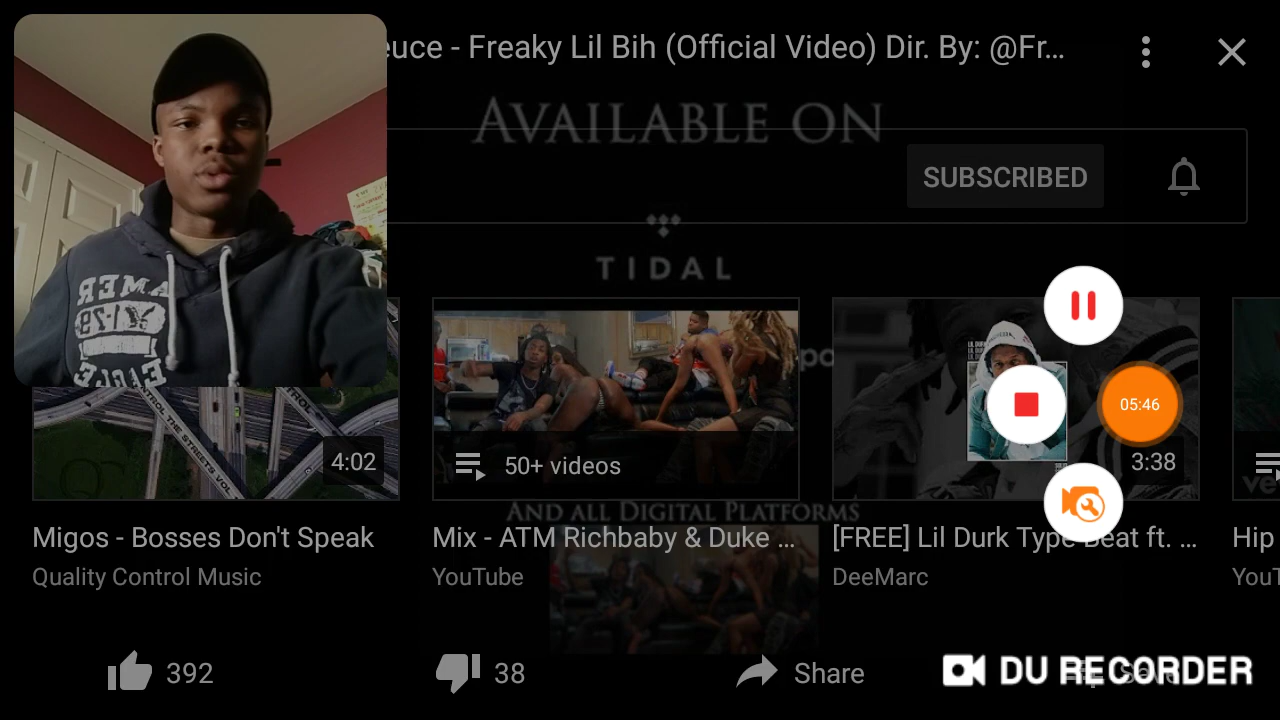 euce - Freaky Lil Bih (Official Video) Dir. By: @Fr...
AVAILABLE ON
SUBSCRIBED
TIDAL
05:46
4:02
50+ videos
3:38
AND ALL DIGITAL PLATFORMS
Migos - Bosses Don't Speak
Mix - ATM Richbaby & Duke ...
[FREE] Lil Durk Type Beat ft. ...
Hip
Quality Control Music
YouTube
DeeMarc
YouT
392
38
Share
DU RECORDER